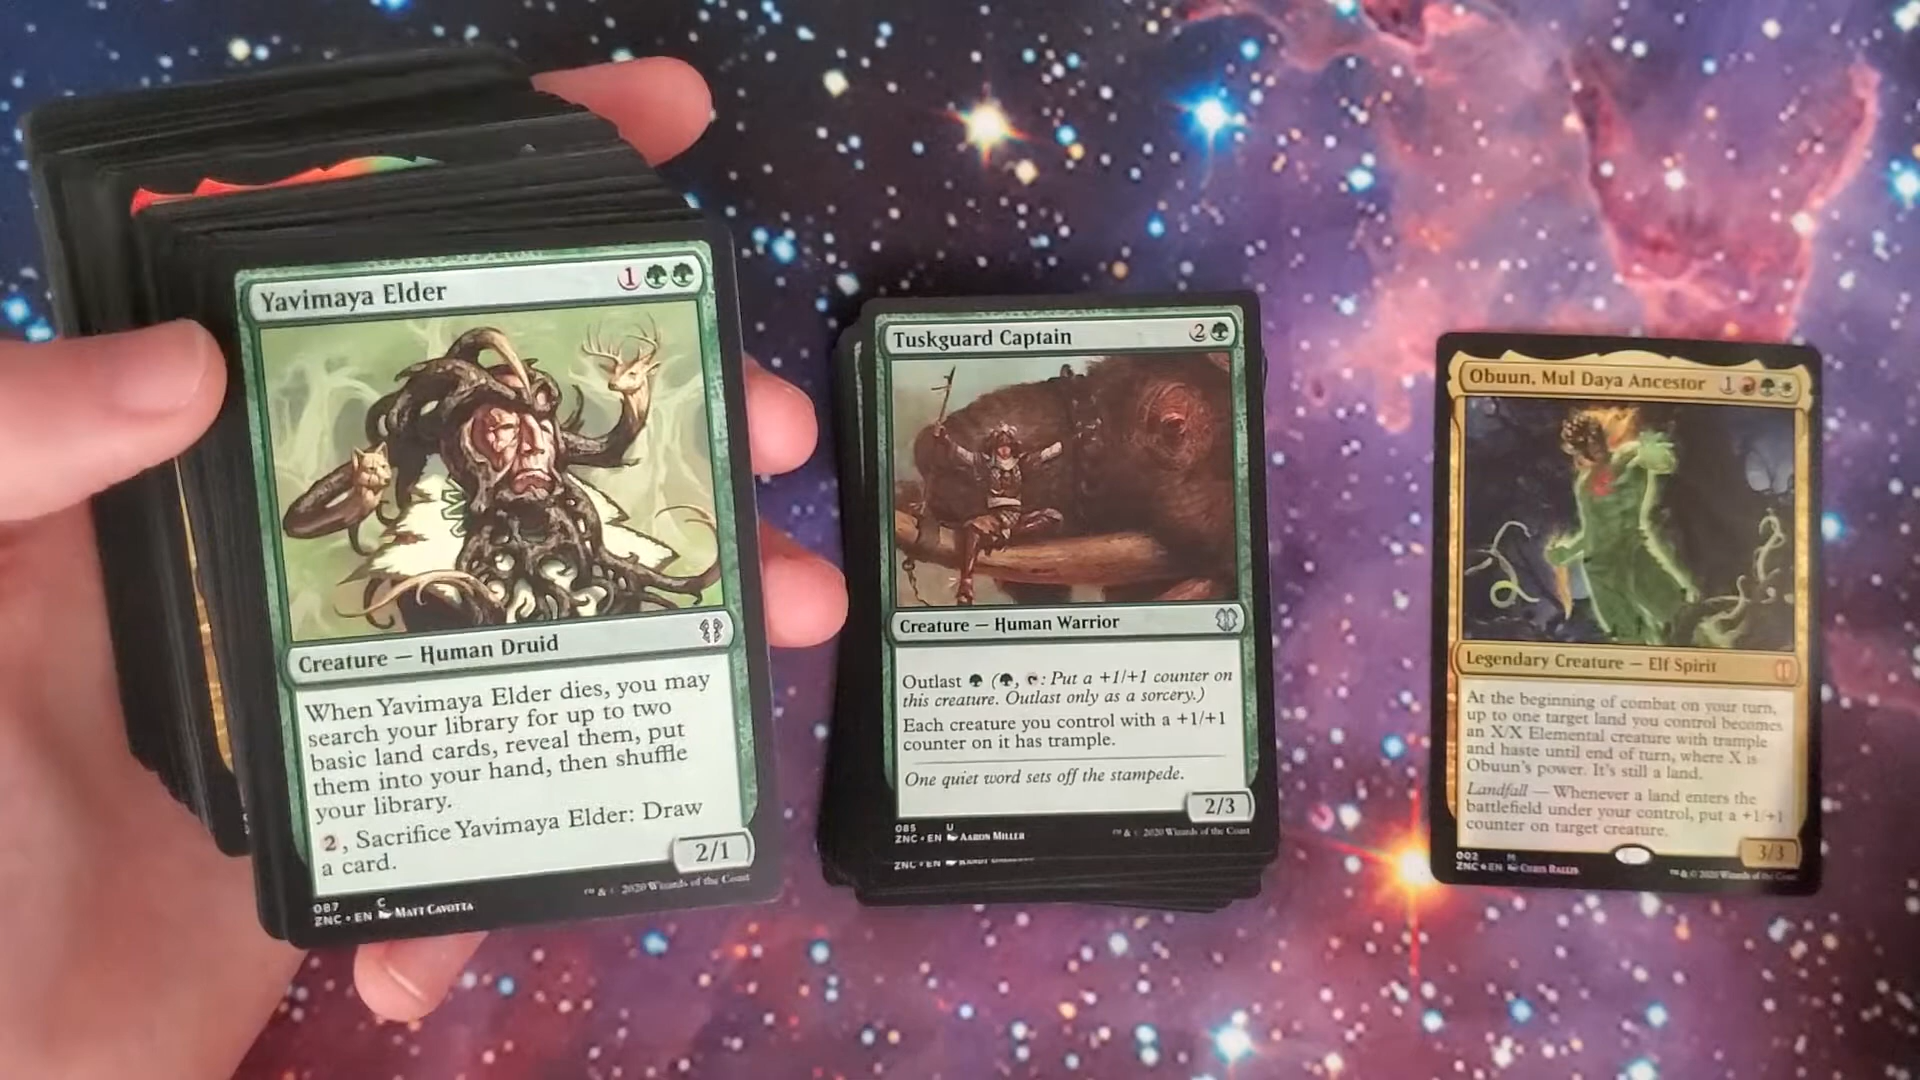 Yavimaya Elder
1
Creature — Human Druid
When Yavimaya Elder dies, you may
search your library for up to two
basic land cards, reveal them, put
them into your hand, then shuffle
your library.
2, Sacrifice Yavimaya Elder: Draw
a card.
2/1
087 C
ZNC • EN MATT CAVOTTA
™ & © 2020 Wizards of the Coast
Tuskguard Captain
2
Creature — Human Warrior
Outlast ( , : Put a +1/+1 counter on
this creature. Outlast only as a sorcery.)
Each creature you control with a +1/+1
counter on it has trample.
One quiet word sets off the stampede.
2/3
085 U
ZNC • EN AARON MILLER
™ & © 2020 Wizards of the Coast
ZNC • EN
Obuun, Mul Daya Ancestor
1
Legendary Creature — Elf Spirit
At the beginning of combat on your turn,
up to one target land you control becomes
an X/X Elemental creature with trample
and haste until end of turn, where X is
Obuun's power. It's still a land.
Landfall — Whenever a land enters the
battlefield under your control, put a +1/+1
counter on target creature.
3/3
002 M
ZNC ★ EN CHRIS RALLIS
™ & © 2020 Wizards of the Coast